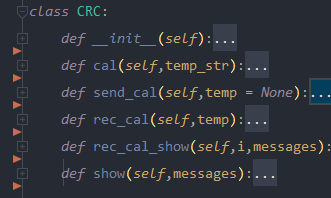 class CRC:
def __init__(self):...
def cal(self,temp_str):...
def send_cal(self,temp = None):...
def rec_cal(self,temp):...
def rec_cal_show(self,i,messages):
def show(self,messages):...